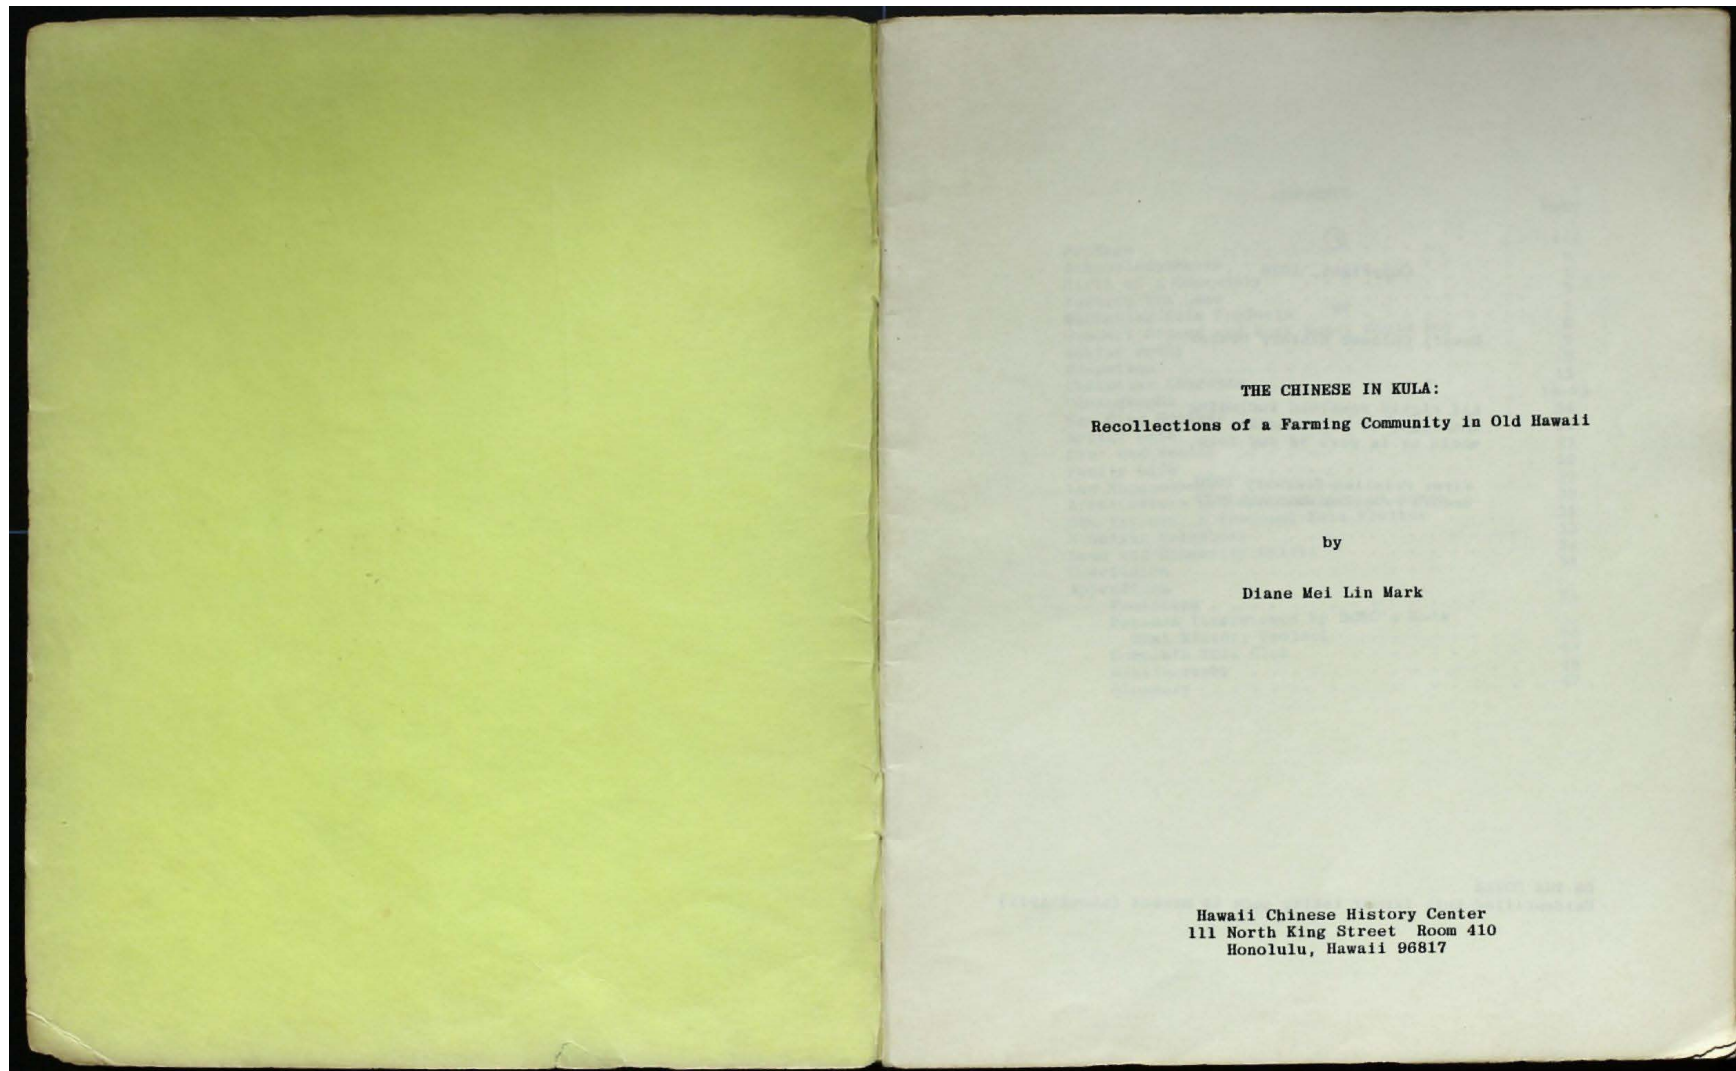 THE CHINESE IN KULA:
Recollections of a Farming Community in Old Hawaii
by
Diane Mei Lin Mark
Hawaii Chinese History Center
111 North King Street Room 410
Honolulu, Hawaii 96817